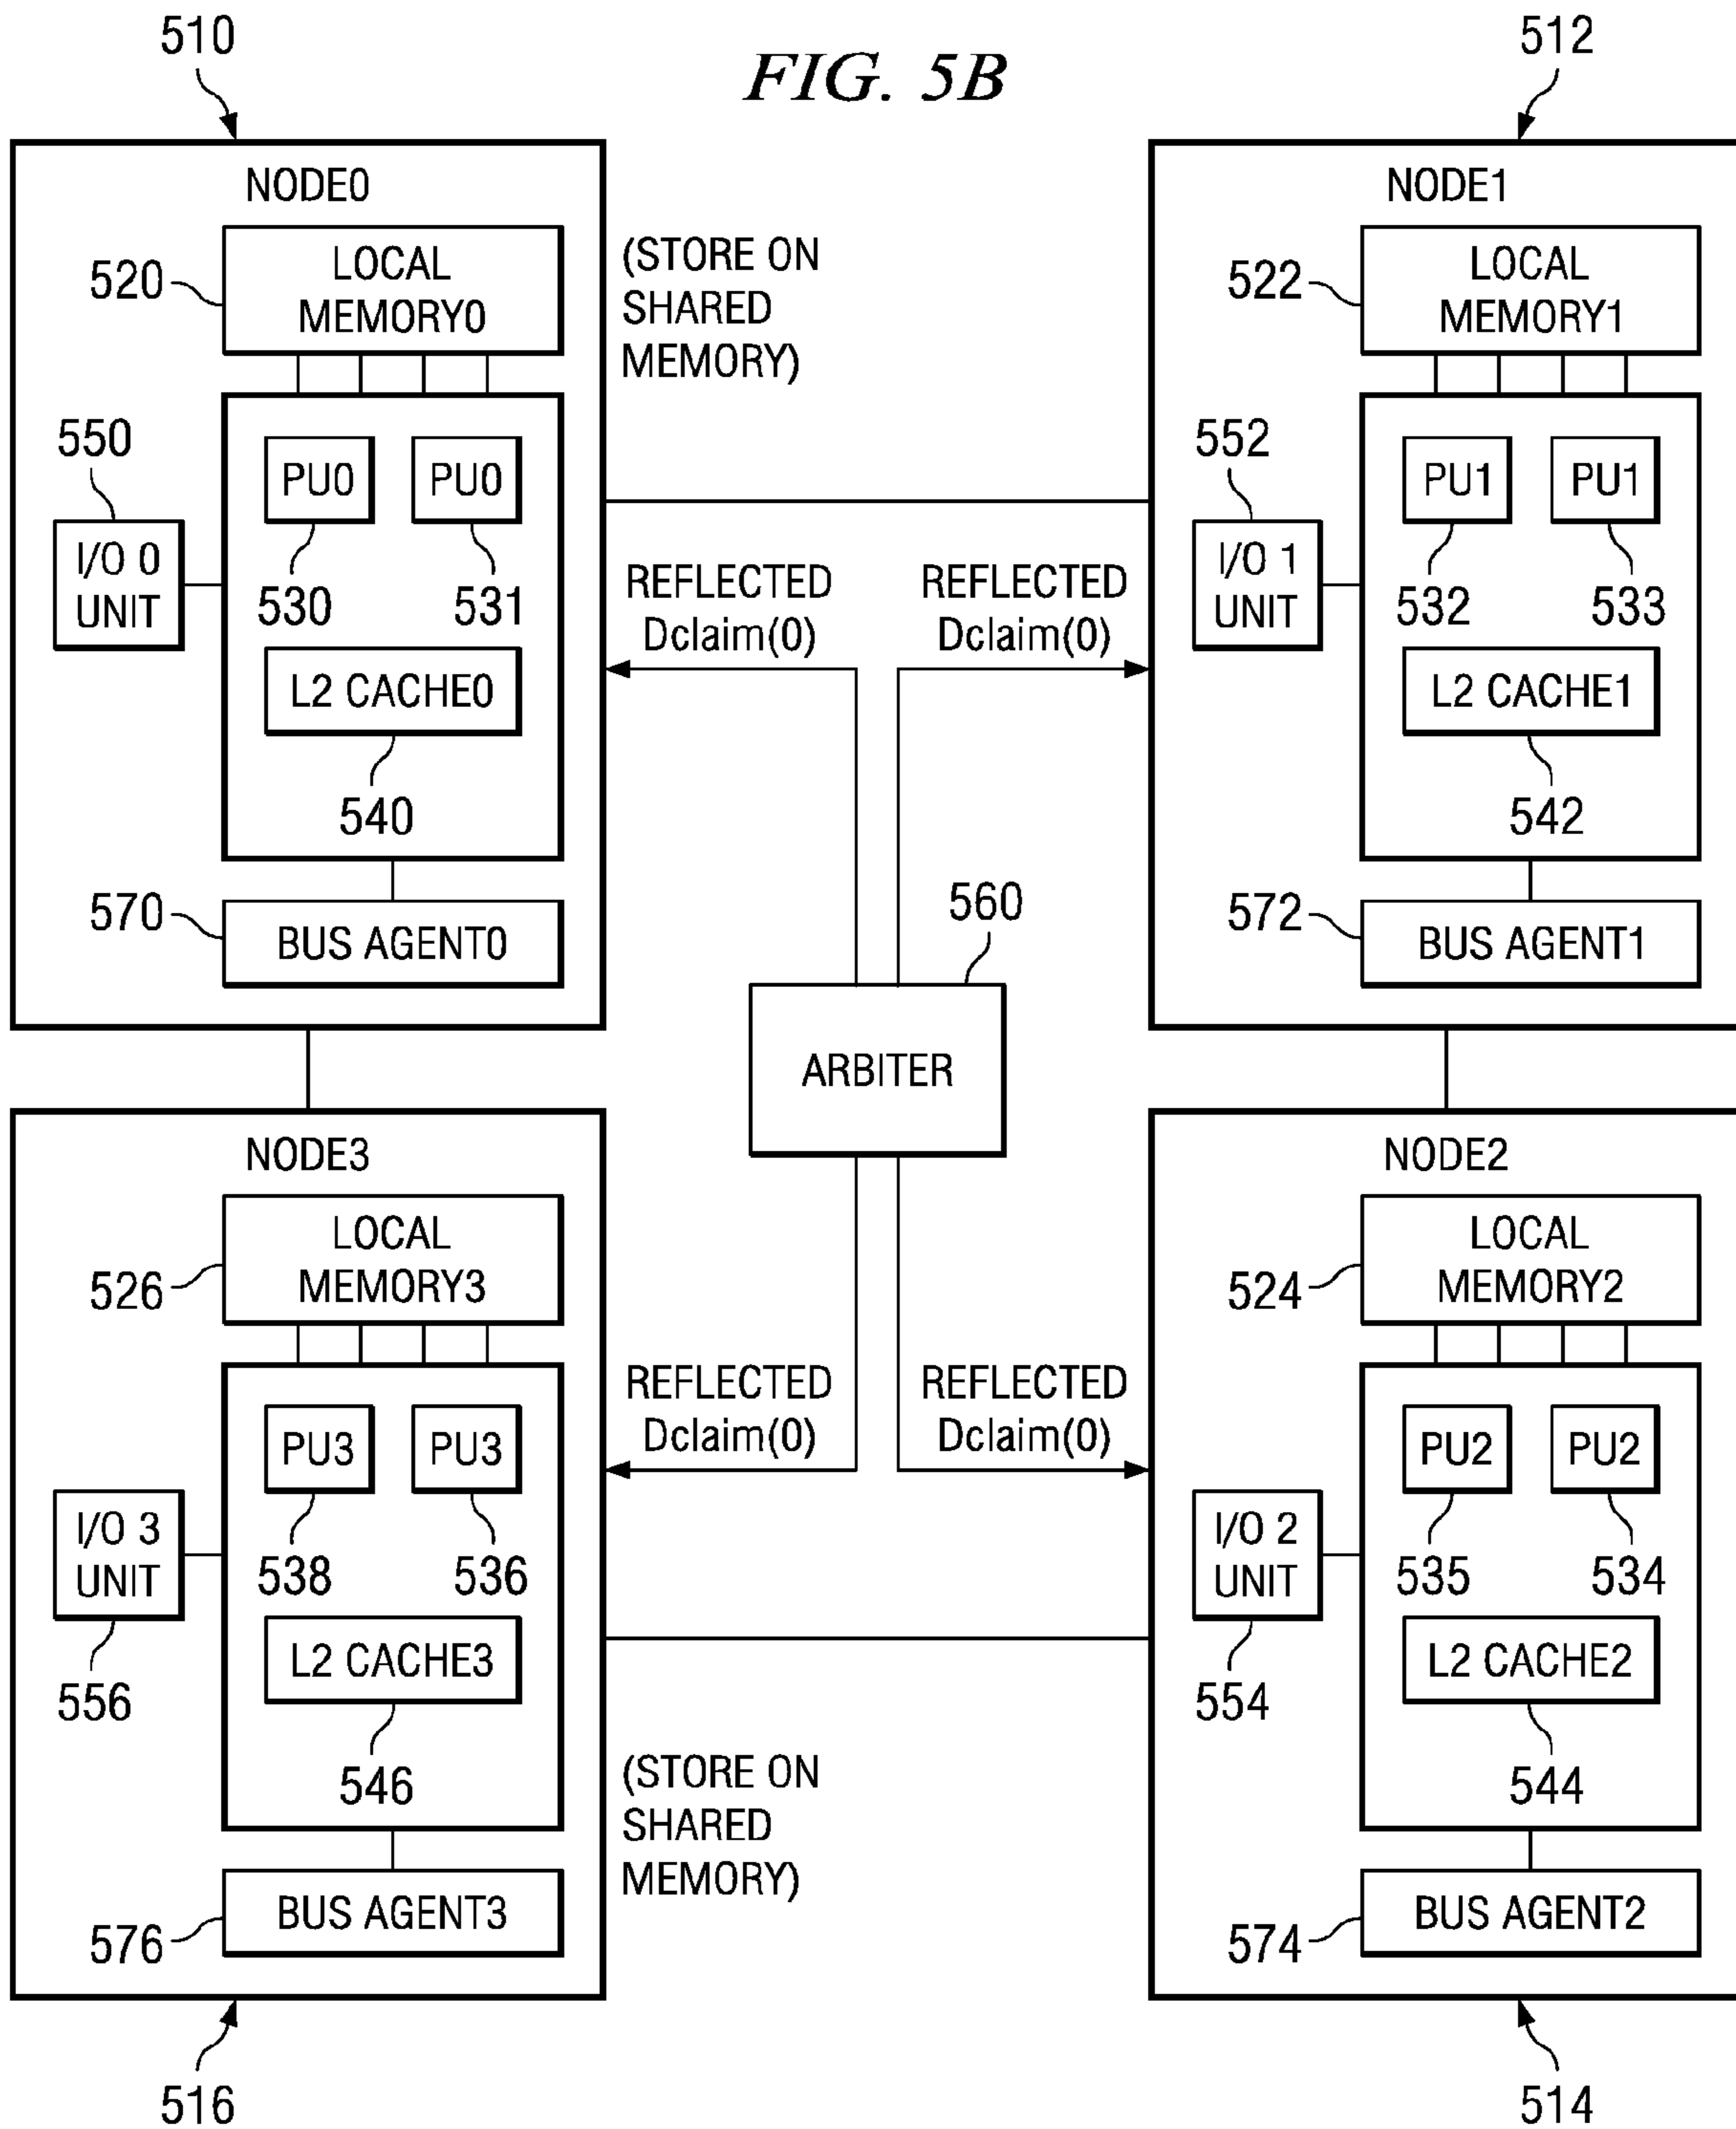 FIG. 5B
510
512
NODE0
520
LOCAL
MEMORY0
550
I/O 0
UNIT
PU0
PU0
530
531
L2 CACHE0
540
570
BUS AGENT0
(STORE ON
SHARED
MEMORY)
NODE1
522
LOCAL
MEMORY1
552
I/O 1
UNIT
PU1
PU1
532
533
L2 CACHE1
542
572
BUS AGENT1
REFLECTED
Dclaim(0)
REFLECTED
Dclaim(0)
560
ARBITER
REFLECTED
Dclaim(0)
REFLECTED
Dclaim(0)
NODE3
526
LOCAL
MEMORY3
PU3
PU3
538
536
I/O 3
UNIT
556
L2 CACHE3
546
576
BUS AGENT3
(STORE ON
SHARED
MEMORY)
NODE2
524
LOCAL
MEMORY2
PU2
PU2
535
534
I/O 2
UNIT
554
L2 CACHE2
544
574
BUS AGENT2
516
514